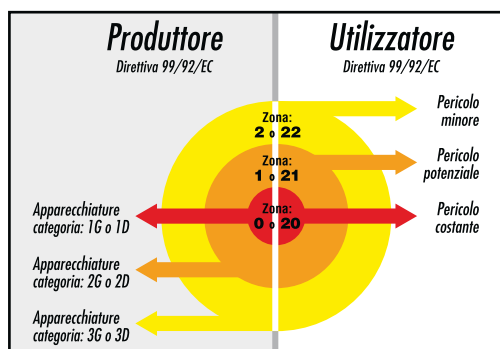 Produttore
Direttiva 99/92/EC
Utilizzatore
Direttiva 99/92/EC
Zona:
2 o 22
Zona:
1 o 21
Zona:
0 o 20
Pericolo
minore
Pericolo
potenziale
Pericolo
costante
Apparecchiature
categoria: 1G o 1D
Apparecchiature
categoria: 2G o 2D
Apparecchiature
categoria: 3G o 3D